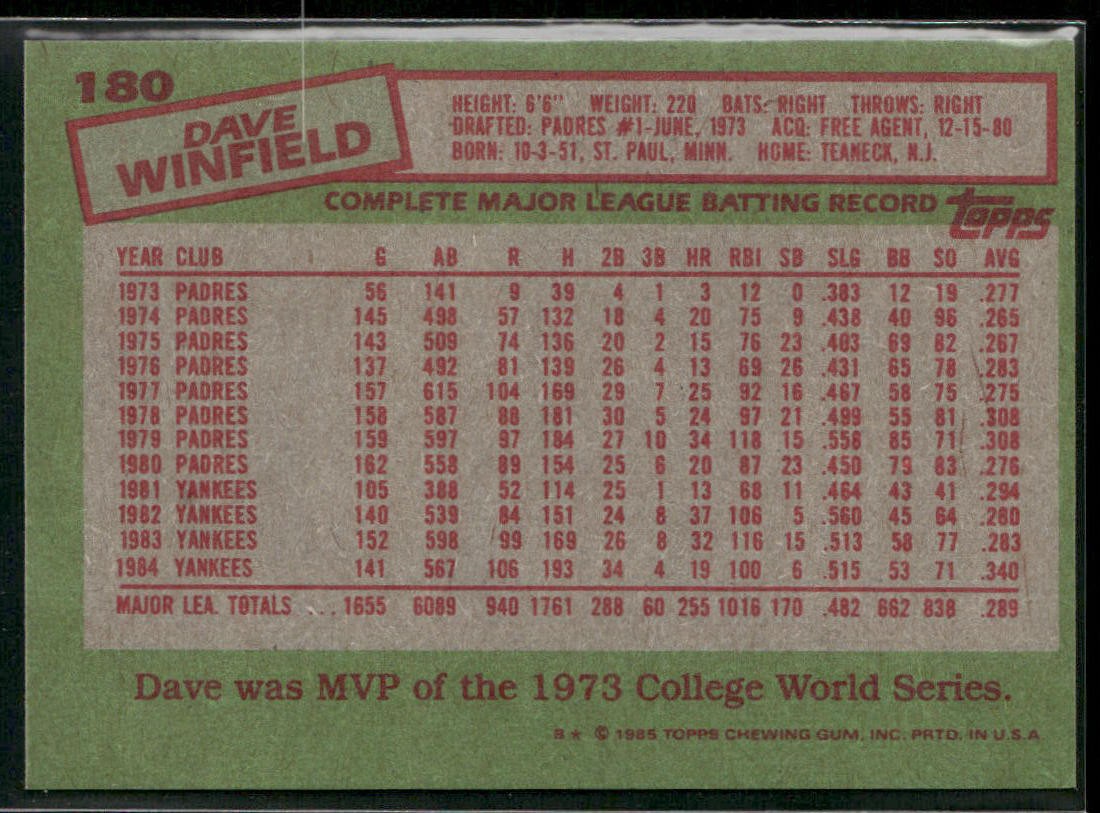 180
DAVE
WINFIELD
HEIGHT: 6'6" WEIGHT: 220 BATS: RIGHT THROWS: RIGHT
DRAFTED: PADRES #1-JUNE, 1973 ACQ: FREE AGENT, 12-15-80
BORN: 10-3-51, ST. PAUL, MINN. HOME: TEANECK, N.J.
COMPLETE MAJOR LEAGUE BATTING RECORD topps
YEAR CLUB G AB R H 2B 3B HR RBI SB SLG BB SO AVG
1973 PADRES 56 141 9 39 4 1 3 12 0 .383 12 19 .277
1974 PADRES 145 498 57 132 18 4 20 75 9 .438 40 96 .265
1975 PADRES 143 509 74 136 20 2 15 76 23 .403 69 82 .267
1976 PADRES 137 492 81 139 26 4 13 69 26 .431 65 78 .283
1977 PADRES 157 615 104 169 29 7 25 92 16 .467 58 75 .275
1978 PADRES 158 587 88 181 30 5 24 97 21 .499 55 81 .308
1979 PADRES 159 597 97 184 27 10 34 118 15 .558 85 71 .308
1980 PADRES 162 558 89 154 25 6 20 87 23 .450 79 83 .276
1981 YANKEES 105 388 52 114 25 1 13 68 11 .464 43 41 .294
1982 YANKEES 140 539 84 151 24 8 37 106 5 .560 45 64 .280
1983 YANKEES 152 598 99 169 26 8 32 116 15 .513 58 77 .283
1984 YANKEES 141 567 106 193 34 4 19 100 6 .515 53 71 .340
MAJOR LEA. TOTALS ... 1655 6089 940 1761 288 60 255 1016 170 .482 662 838 .289
Dave was MVP of the 1973 College World Series.
B★ © 1985 TOPPS CHEWING GUM, INC. PRTD. IN U.S.A.